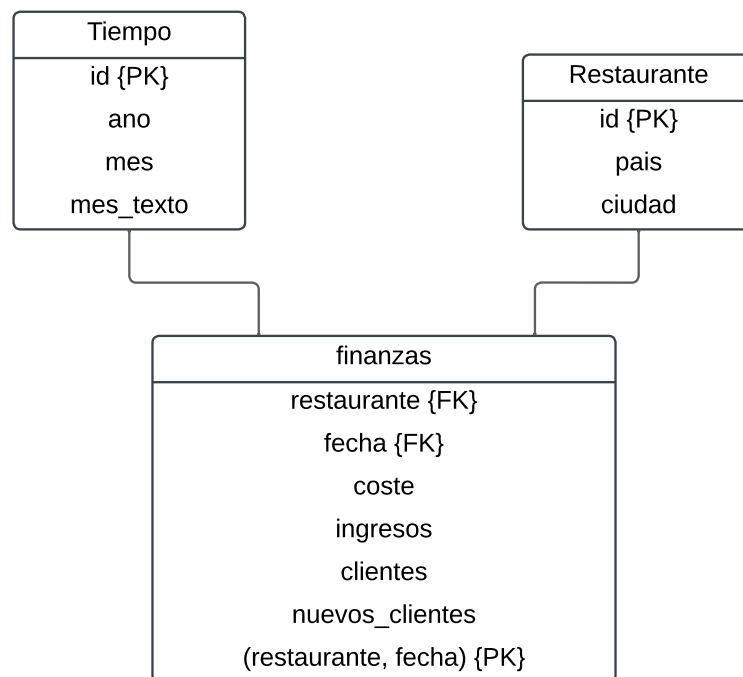 Tiempo
id {PK}
ano
mes
mes_texto
Restaurante
id {PK}
pais
ciudad
finanzas
restaurante {FK}
fecha {FK}
coste
ingresos
clientes
nuevos_clientes
(restaurante, fecha) {PK}